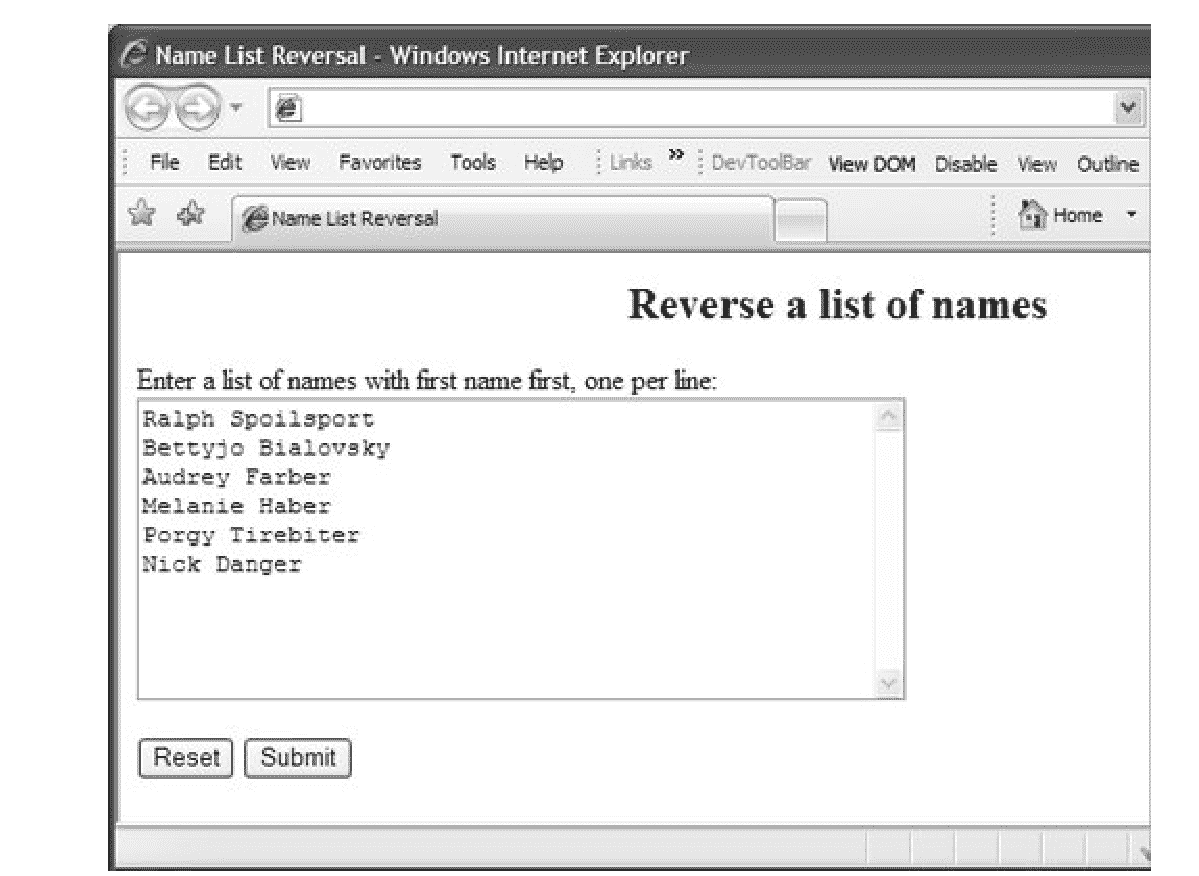 Name List Reversal - Windows Internet Explorer
File Edit View Favorites Tools Help Links » DevToolBar View DOM Disable View Outline
Name List Reversal Home
Reverse a list of names
Enter a list of names with first name first, one per line:
Ralph Spoilsport
Bettyjo Bialovsky
Audrey Farber
Melanie Haber
Porgy Tirebiter
Nick Danger
Reset Submit